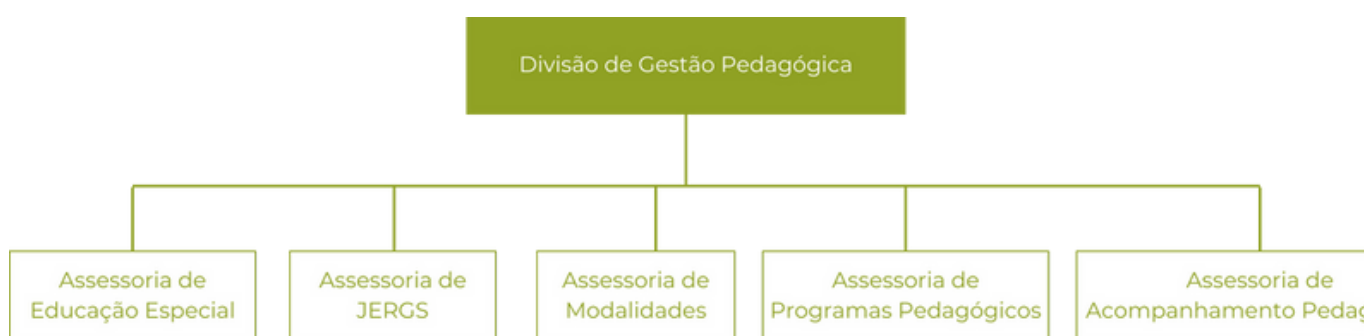 Divisão de Gestão Pedagógica
Assessoria de
Educação Especial
Assessoria de
JERGS
Assessoria de
Modalidades
Assessoria de
Programas Pedagógicos
Assessoria de
Acompanhamento